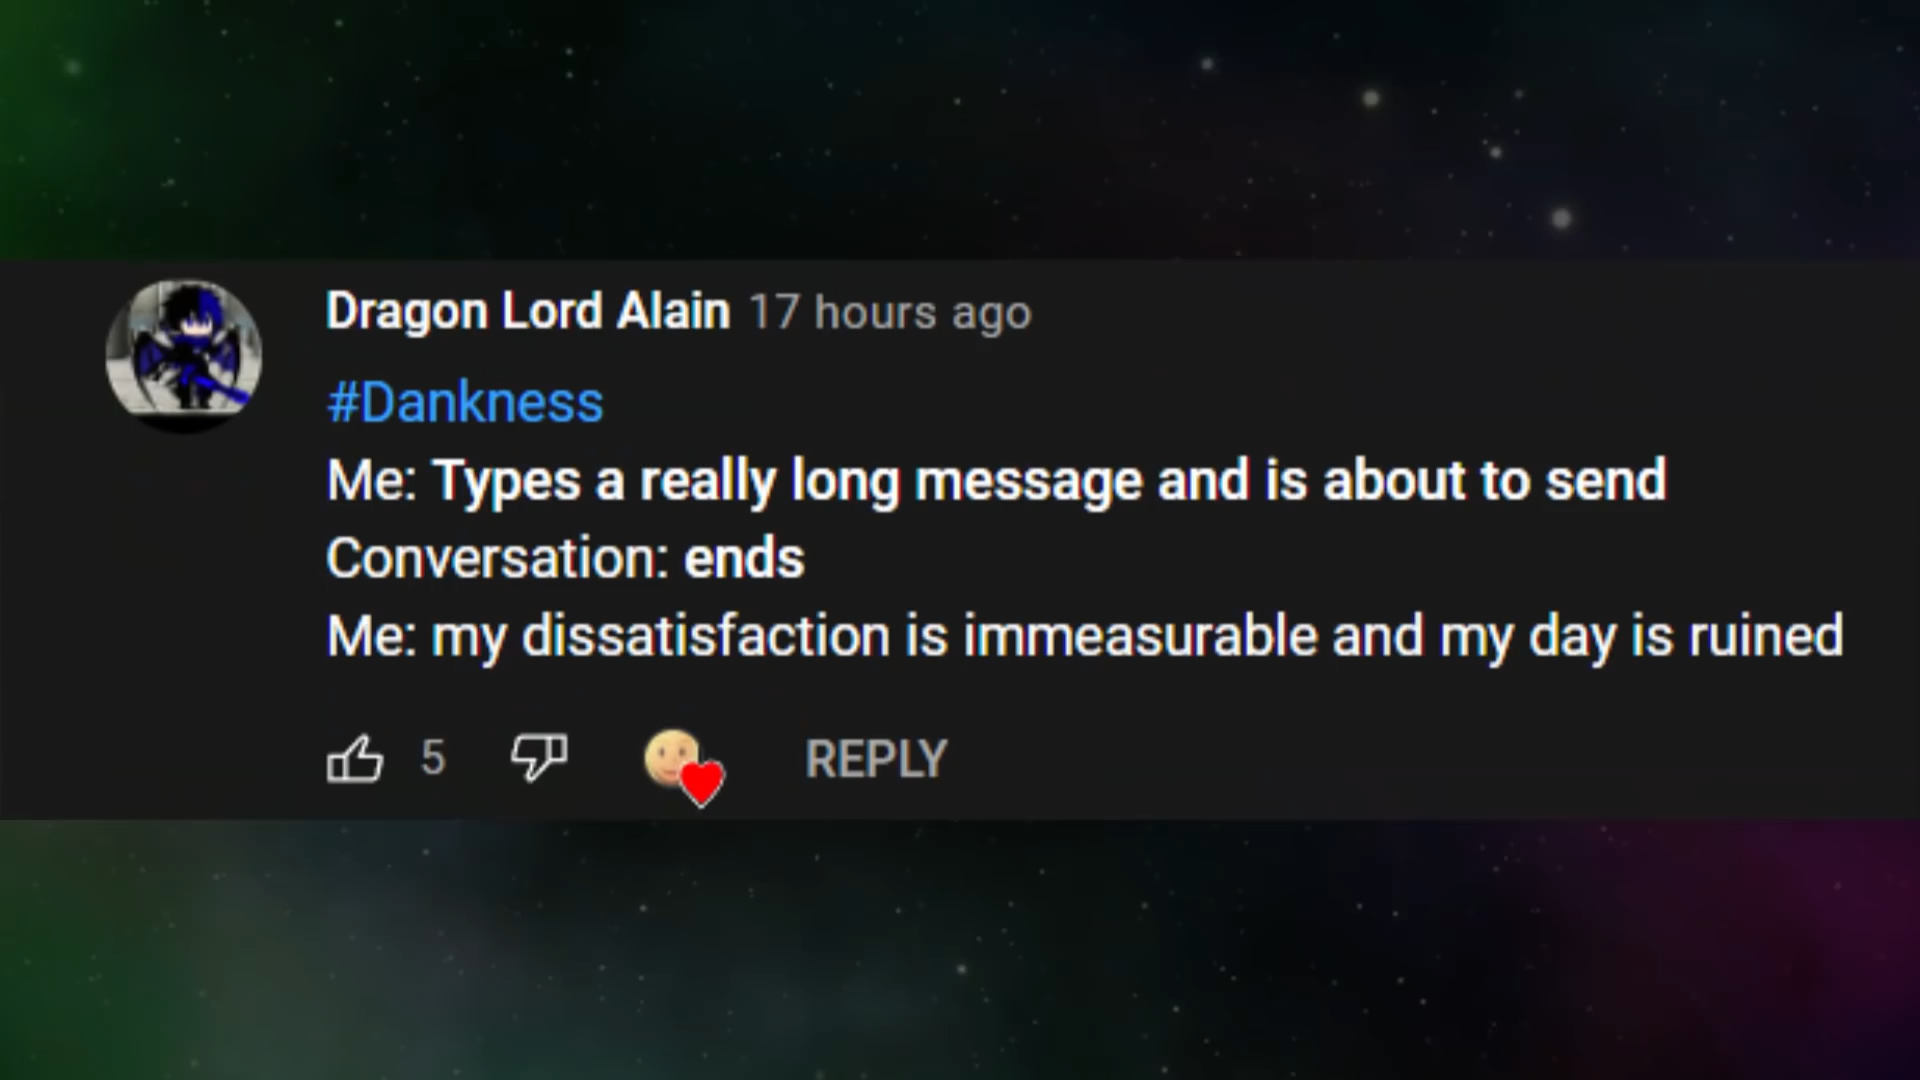 Dragon Lord Alain 17 hours ago
#Dankness
Me: Types a really long message and is about to send
Conversation: ends
Me: my dissatisfaction is immeasurable and my day is ruined
5 REPLY